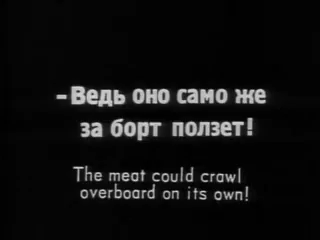 -Ведь оно само же
за борт ползет!
The meat could crawl
overboard on its own!